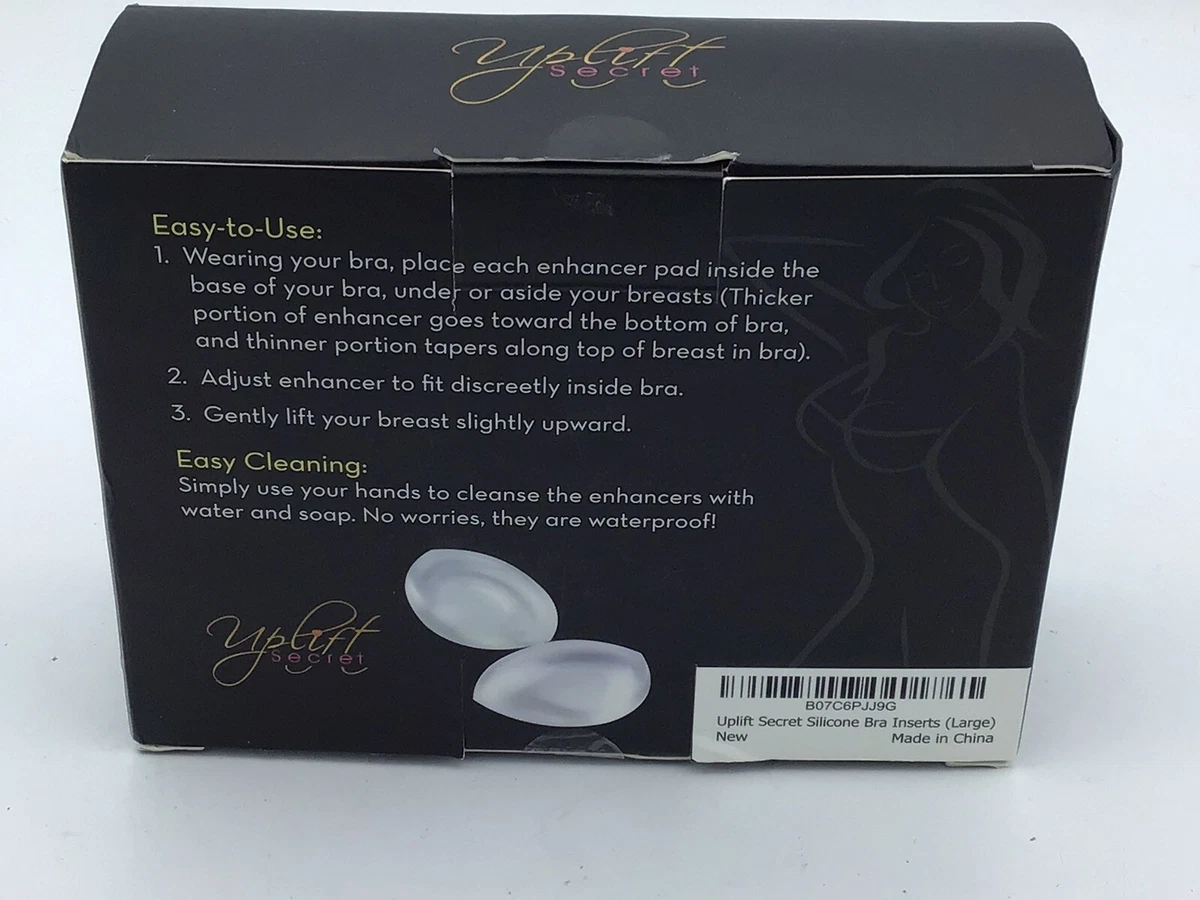 Uplift
Secret
Easy-to-Use:
1. Wearing your bra, place each enhancer pad inside the
base of your bra, under or aside your breasts (Thicker
portion of enhancer goes toward the bottom of bra,
and thinner portion tapers along top of breast in bra).
2. Adjust enhancer to fit discreetly inside bra.
3. Gently lift your breast slightly upward.
Easy Cleaning:
Simply use your hands to cleanse the enhancers with
water and soap. No worries, they are waterproof!
Uplift
Secret
B07C6PJJ9G
Uplift Secret Silicone Bra Inserts (Large)
New Made in China